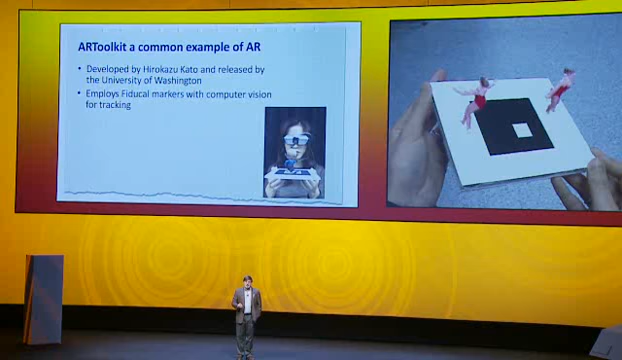 ARToolkit a common example of AR
• Developed by Hirokazu Kato and released by
the University of Washington
• Employs Fiducal markers with computer vision
for tracking